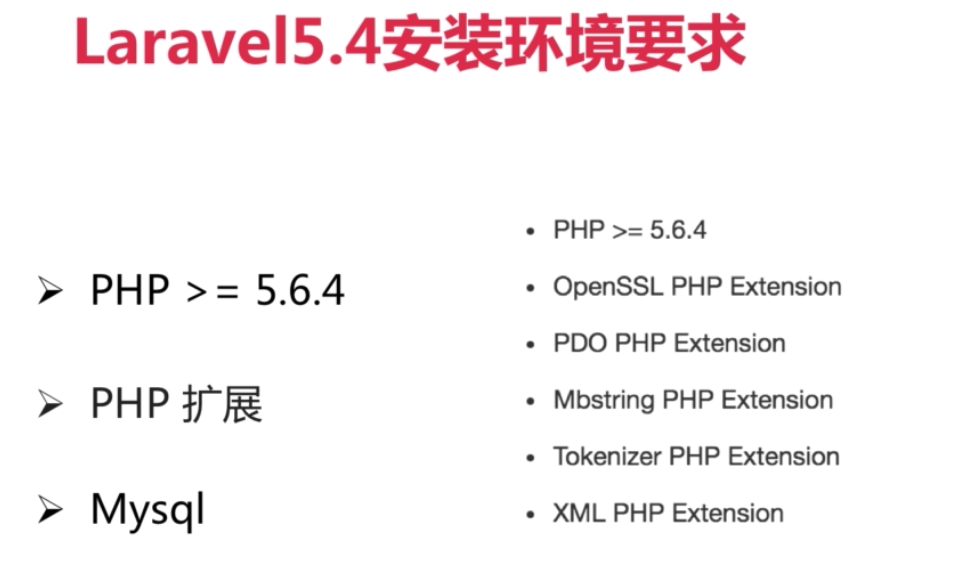 Laravel5.4安装环境要求
➢ PHP >= 5.6.4
➢ PHP 扩展
➢ Mysql
• PHP >= 5.6.4
• OpenSSL PHP Extension
• PDO PHP Extension
• Mbstring PHP Extension
• Tokenizer PHP Extension
• XML PHP Extension